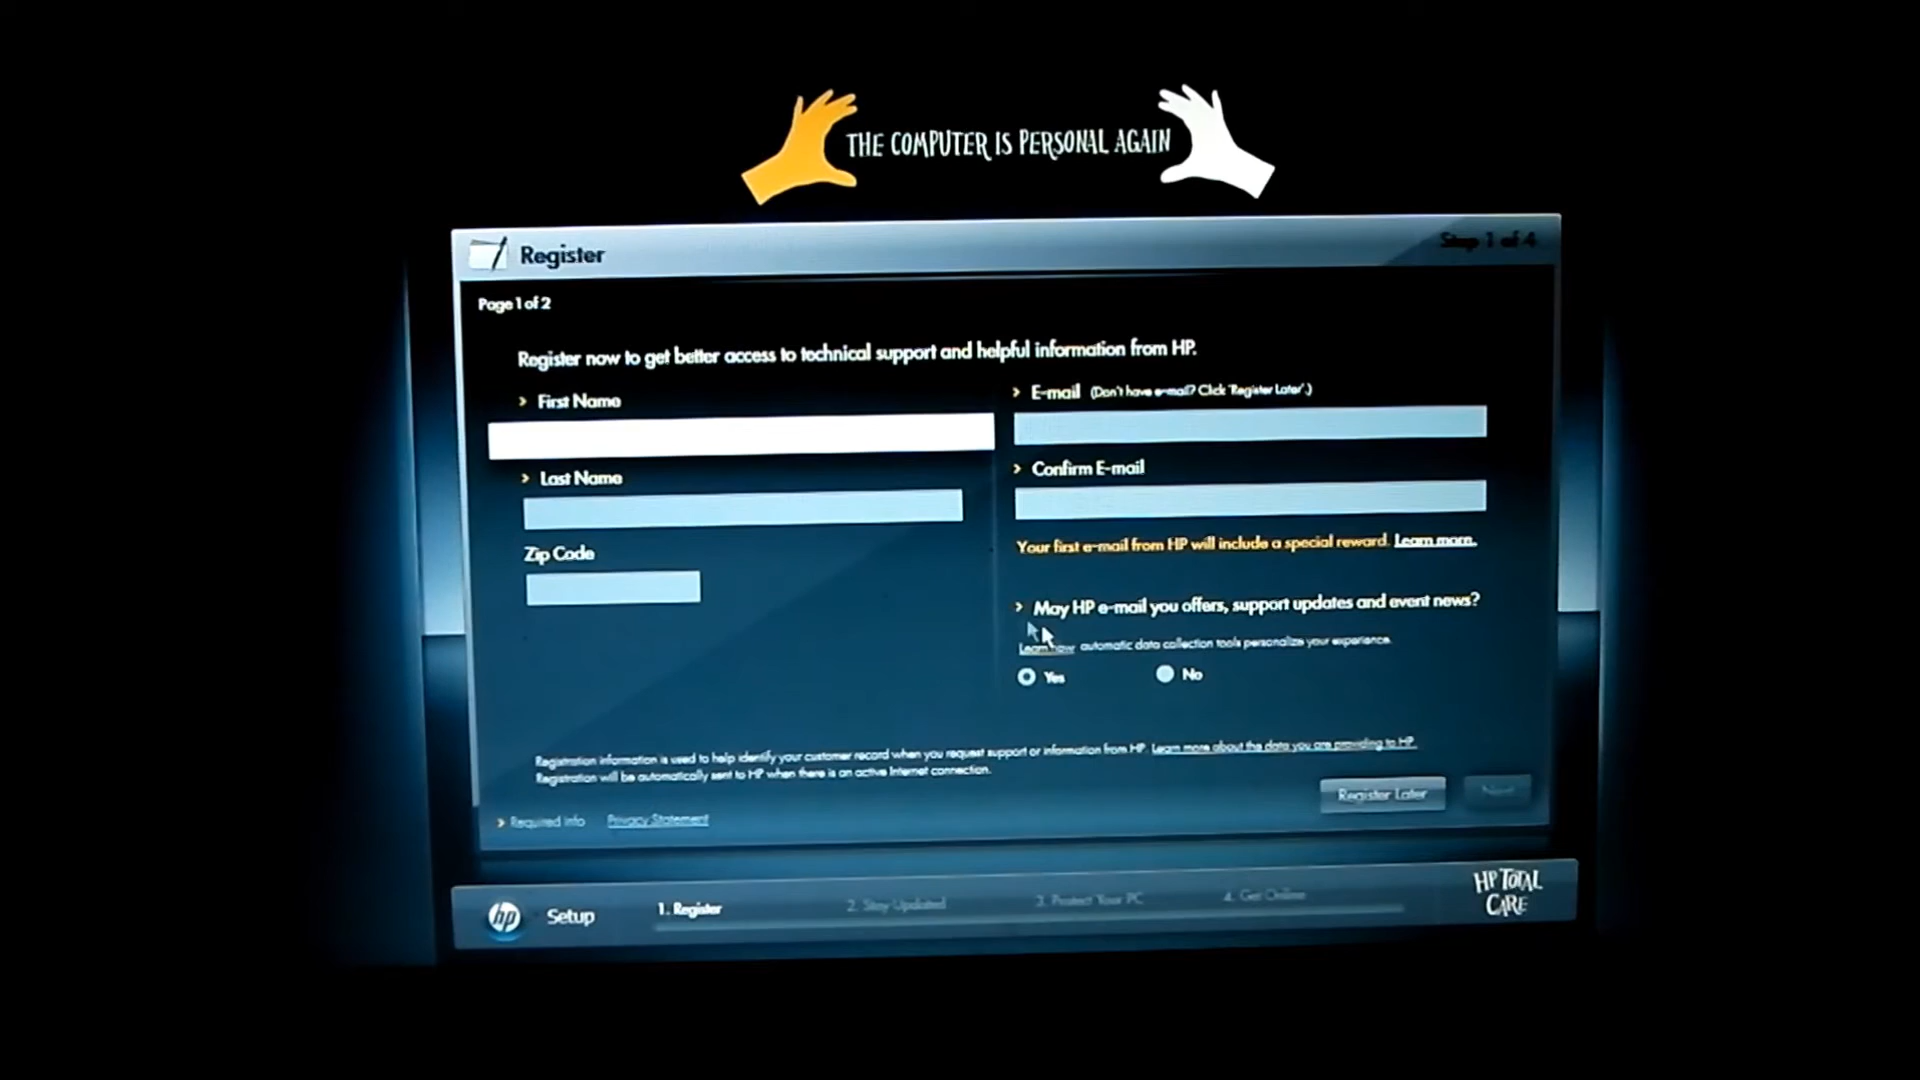 THE COMPUTER IS PERSONAL AGAIN
Register
Step 1 of 4
Page 1 of 2
Register now to get better access to technical support and helpful information from HP.
First Name
E-mail (Don't have e-mail? Click 'Register Later'.)
Last Name
Confirm E-mail
Zip Code
Your first e-mail from HP will include a special reward. Learn more.
May HP e-mail you offers, support updates and event news?
Learn how automatic data collection tools personalize your experience.
Yes
No
Registration information is used to help identify your customer record when you request support or information from HP. Learn more about the data you are providing to HP.
Registration will be automatically sent to HP when there is an active Internet connection.
Register Later
Next
Required info
Privacy Statement
hp
Setup
1. Register
2. Stay Updated
3. Protect Your PC
4. Get Online
HP TOTAL
CARE